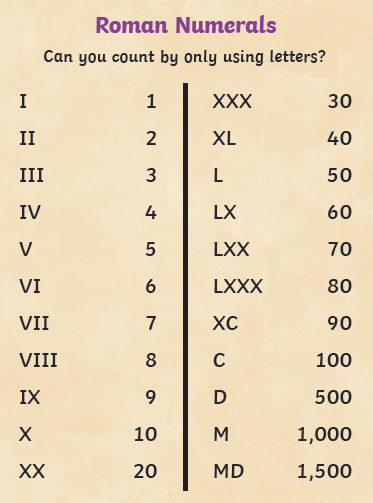 Roman Numerals
Can you count by only using letters?
I 1
II 2
III 3
IV 4
V 5
VI 6
VII 7
VIII 8
IX 9
X 10
XX 20
XXX 30
XL 40
L 50
LX 60
LXX 70
LXXX 80
XC 90
C 100
D 500
M 1,000
MD 1,500